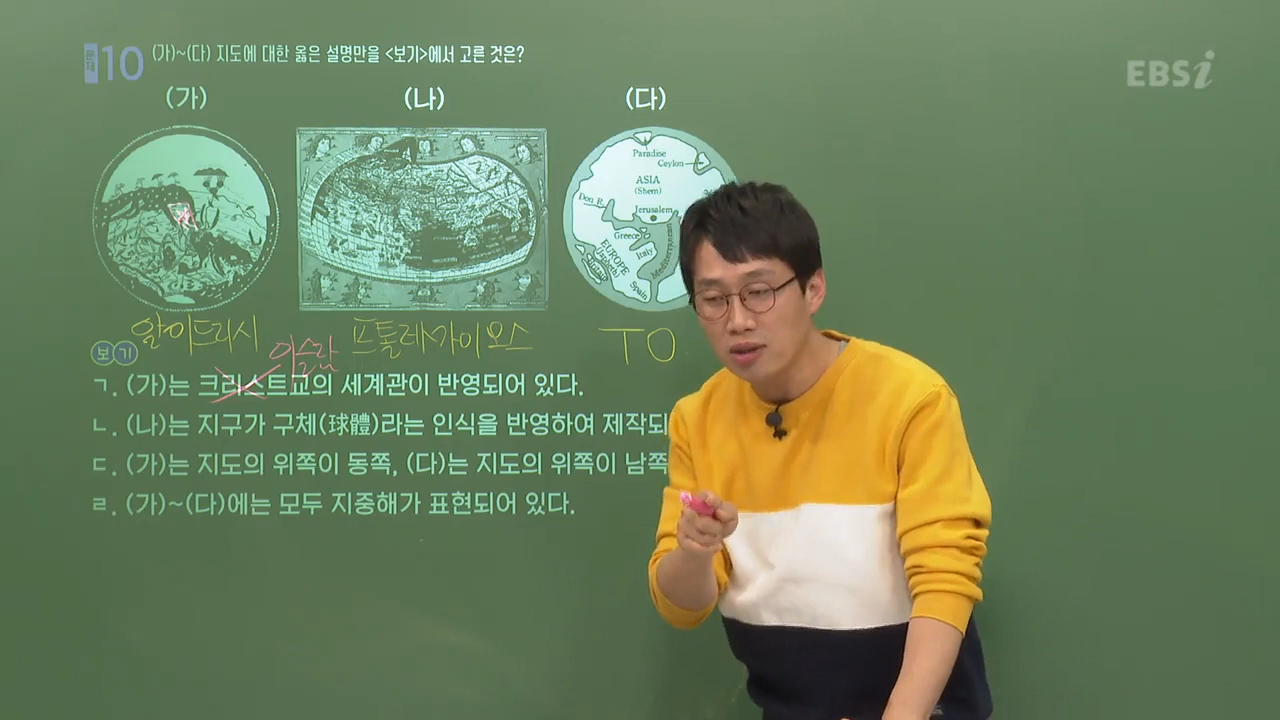 문제 10 (가)~(다) 지도에 대한 옳은 설명만을 <보기>에서 고른 것은?
EBSi
(가) (나) (다)
Paradise
Ceylon
ASIA
(Shem)
Don R.
Jerusalem
Greece
Italy
Mediterranean
EUROPE
(Japheth)
Britain
Spain
알이드리시 프톨레마이오스 TO
이슬람
보기
ㄱ. (가)는 크리스트교의 세계관이 반영되어 있다.
ㄴ. (나)는 지구가 구체(球體)라는 인식을 반영하여 제작되
ㄷ. (가)는 지도의 위쪽이 동쪽, (다)는 지도의 위쪽이 남쪽
ㄹ. (가)~(다)에는 모두 지중해가 표현되어 있다.